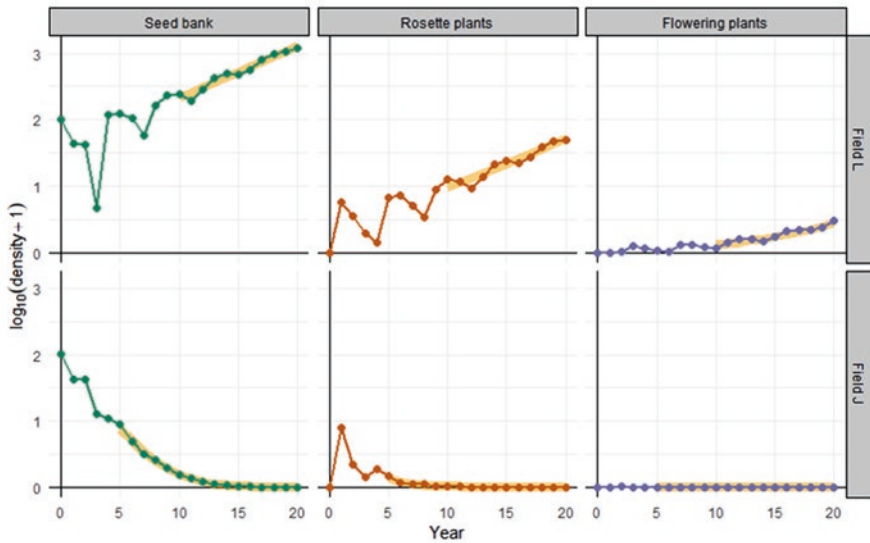 Seed bank
Rosette plants
Flowering plants
log₁₀(density+1)
3
2
1
0
Field L
3
2
1
0
Field J
0 5 10 15 20
0 5 10 15 20
0 5 10 15 20
Year